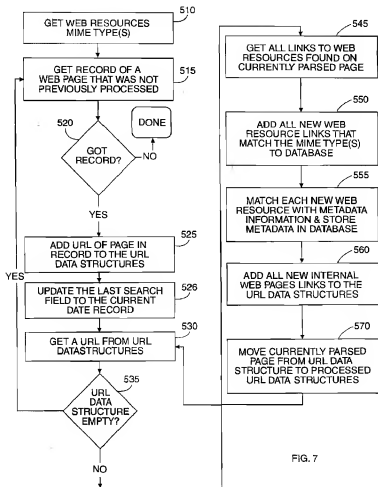 510
GET WEB RESOURCES
MIME TYPE(S)
515
GET RECORD OF A
WEB PAGE THAT WAS NOT
PREVIOUSLY PROCESSED
520
DONE
GOT
RECORD?
NO
YES
525
ADD URL OF PAGE IN
RECORD TO THE URL
DATA STRUCTURES
YES
526
UPDATE THE LAST SEARCH
FIELD TO THE CURRENT
DATE RECORD
530
GET A URL FROM URL
DATASTRUCTURES
535
URL
DATA
STRUCTURE
EMPTY?
NO
545
GET ALL LINKS TO WEB
RESOURCES FOUND ON
CURRENTLY PARSED PAGE
550
ADD ALL NEW WEB
RESOURCE LINKS THAT
MATCH THE MIME TYPE(S)
TO DATABASE
555
MATCH EACH NEW WEB
RESOURCE WITH METADATA
INFORMATION & STORE
METADATA IN DATABASE
560
ADD ALL NEW INTERNAL
WEB PAGES LINKS TO THE
URL DATA STRUCTURES
570
MOVE CURRENTLY PARSED
PAGE FROM URL DATA
STRUCTURE TO PROCESSED
URL DATA STRUCTURES
FIG. 7